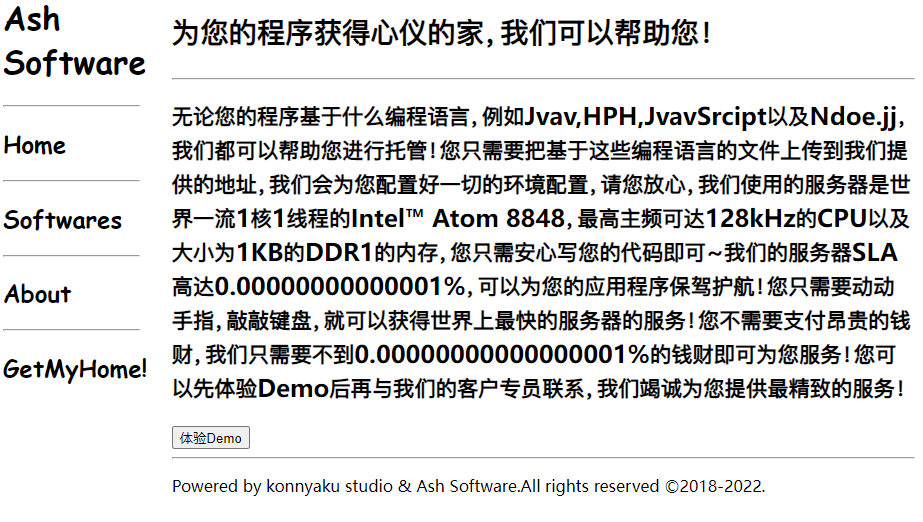 Ash
Software
Home
Softwares
About
GetMyHome!
为您的程序获得心仪的家,我们可以帮助您!
无论您的程序基于什么编程语言,例如Jvav,HPH,JvavSrcipt以及Ndoe.jj,
我们都可以帮助您进行托管!您只需要把基于这些编程语言的文件上传到我们提
供的地址,我们会为您配置好一切的环境配置,请您放心,我们使用的服务器是世
界一流1核1线程的Intel™ Atom 8848,最高主频可达128kHz的CPU以及
大小为1KB的DDR1的内存,您只需安心写您的代码即可~我们的服务器SLA
高达0.00000000000001%,可以为您的应用程序保驾护航!您只需要动动
手指,敲敲键盘,就可以获得世界上最快的服务器的服务!您不需要支付昂贵的钱
财,我们只需要不到0.00000000000000001%的钱财即可为您服务!您可
以先体验Demo后再与我们的客户专员联系,我们竭诚为您提供最精致的服务!
体验Demo
Powered by konnyaku studio & Ash Software.All rights reserved ©2018-2022.